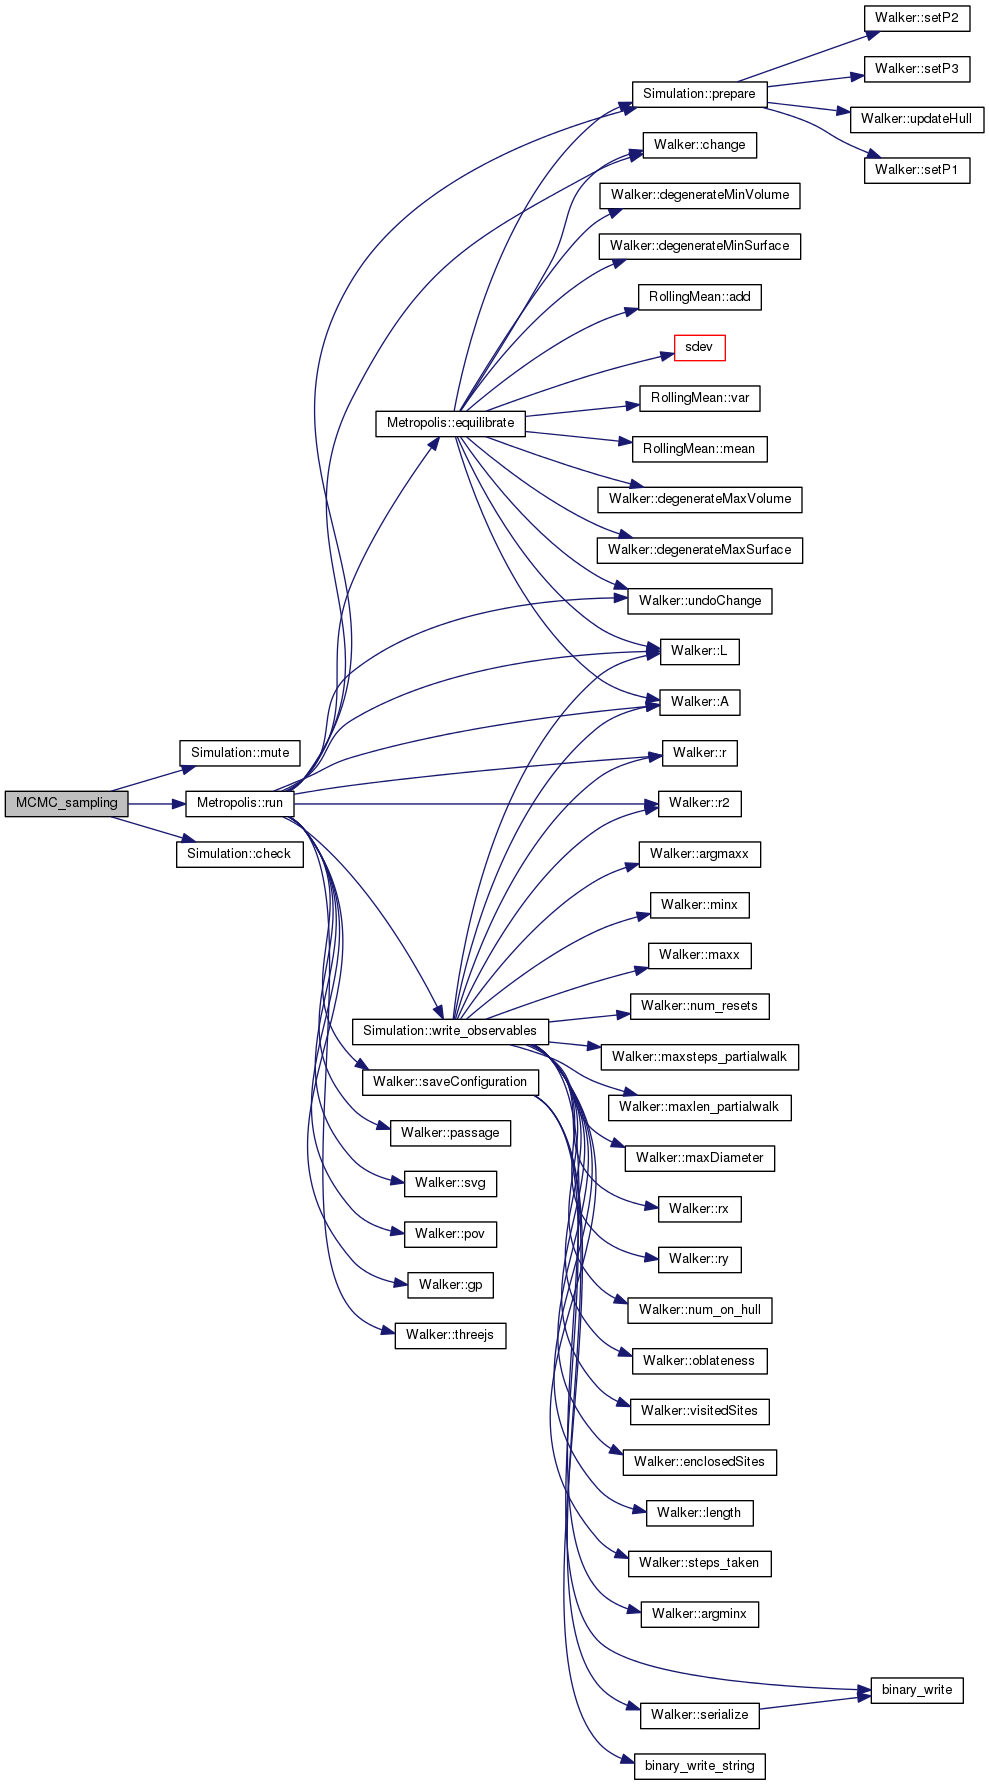 Walker::setP2
Walker::setP3
Simulation::prepare
Walker::updateHull
Walker::change
Walker::setP1
Walker::degenerateMinVolume
Walker::degenerateMinSurface
RollingMean::add
sdev
RollingMean::var
Metropolis::equilibrate
RollingMean::mean
Walker::degenerateMaxVolume
Walker::degenerateMaxSurface
Walker::undoChange
Walker::L
Walker::A
Simulation::mute
Walker::r
MCMC_sampling
Metropolis::run
Walker::r2
Simulation::check
Walker::argmaxx
Walker::minx
Walker::maxx
Walker::num_resets
Simulation::write_observables
Walker::maxsteps_partialwalk
Walker::saveConfiguration
Walker::maxlen_partialwalk
Walker::passage
Walker::maxDiameter
Walker::svg
Walker::rx
Walker::pov
Walker::ry
Walker::gp
Walker::num_on_hull
Walker::threejs
Walker::oblateness
Walker::visitedSites
Walker::enclosedSites
Walker::length
Walker::steps_taken
Walker::argminx
binary_write
Walker::serialize
binary_write_string